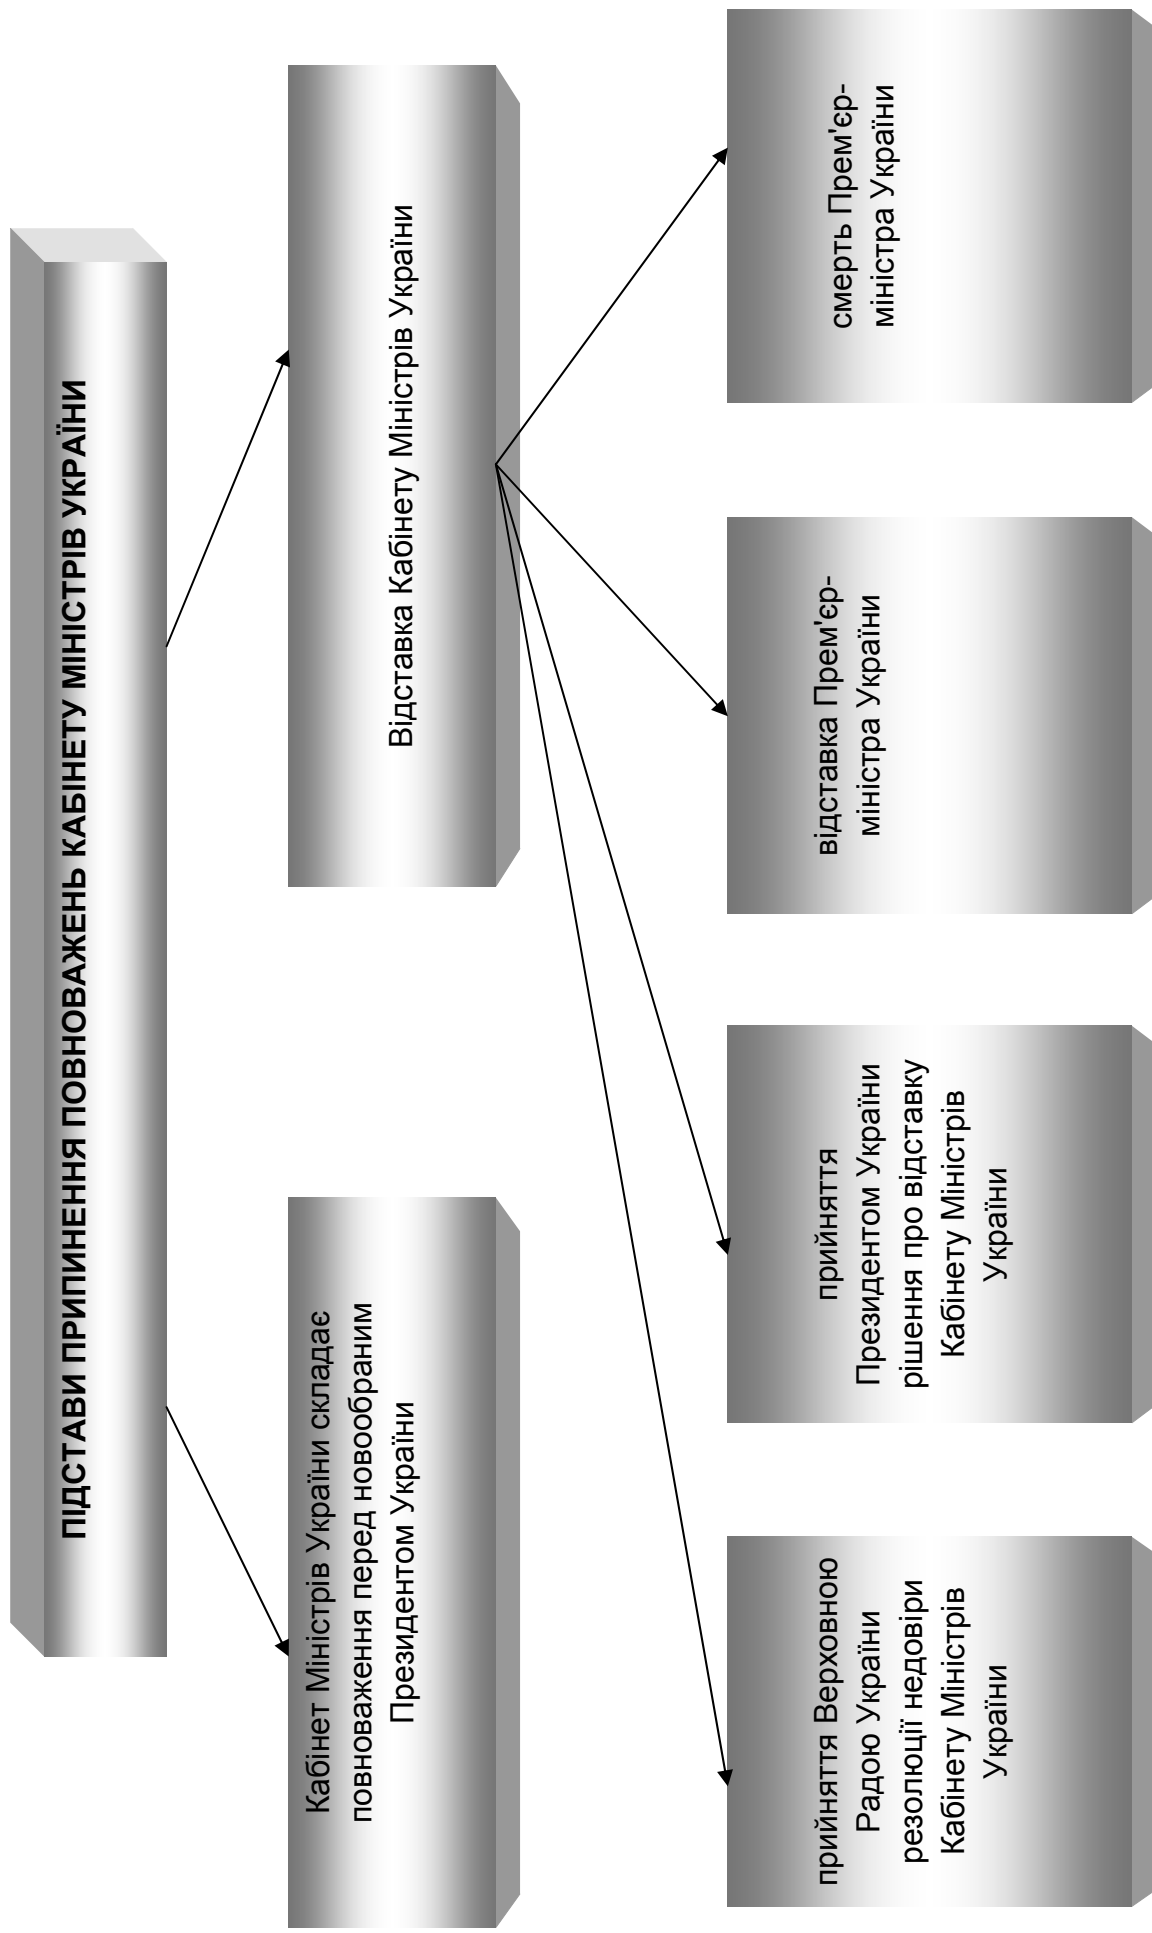 ПІДСТАВИ ПРИПИНЕННЯ ПОВНОВАЖЕНЬ КАБІНЕТУ МІНІСТРІВ УКРАЇНИ
Кабінет Міністрів України складає
повноваження перед новообраним
Президентом України
Відставка Кабінету Міністрів України
прийняття Верховною
Радою України
резолюції недовіри
Кабінету Міністрів
України
прийняття
Президентом України
рішення про відставку
Кабінету Міністрів
України
відставка Прем'єр-
міністра України
смерть Прем'єр-
міністра України